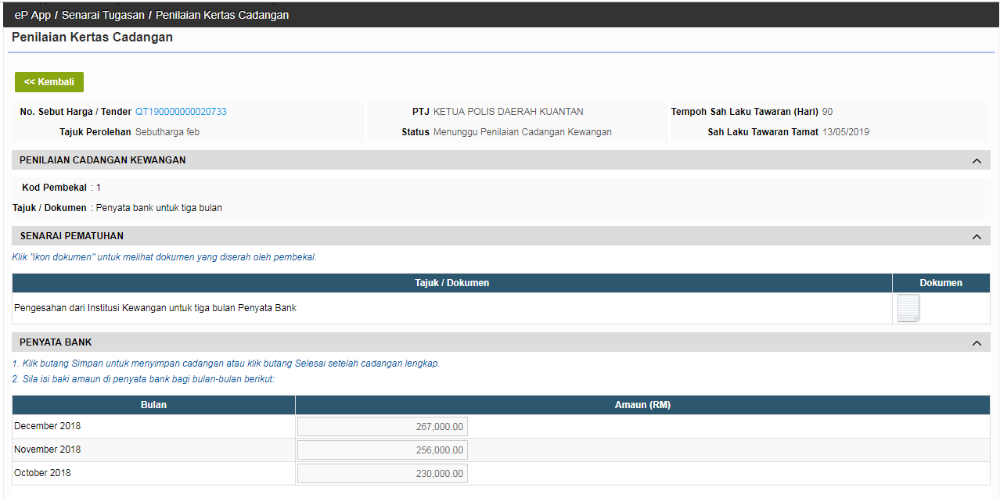 eP App / Senarai Tugasan / Penilaian Kertas Cadangan
Penilaian Kertas Cadangan
<< Kembali
No. Sebut Harga / Tender QT190000000020733 PTJ KETUA POLIS DAERAH KUANTAN Tempoh Sah Laku Tawaran (Hari) 90
Tajuk Perolehan Sebutharga feb Status Menunggu Penilaian Cadangan Kewangan Sah Laku Tawaran Tamat 13/05/2019
PENILAIAN CADANGAN KEWANGAN
Kod Pembekal : 1
Tajuk / Dokumen : Penyata bank untuk tiga bulan
SENARAI PEMATUHAN
Klik "ikon dokumen" untuk melihat dokumen yang diserah oleh pembekal.
Tajuk / Dokumen Dokumen
Pengesahan dari Institusi Kewangan untuk tiga bulan Penyata Bank
PENYATA BANK
1. Klik butang Simpan untuk menyimpan cadangan atau klik butang Selesai setelah cadangan lengkap.
2. Sila isi baki amaun di penyata bank bagi bulan-bulan berikut:
Bulan Amaun (RM)
December 2018 267,000.00
November 2018 256,000.00
October 2018 230,000.00